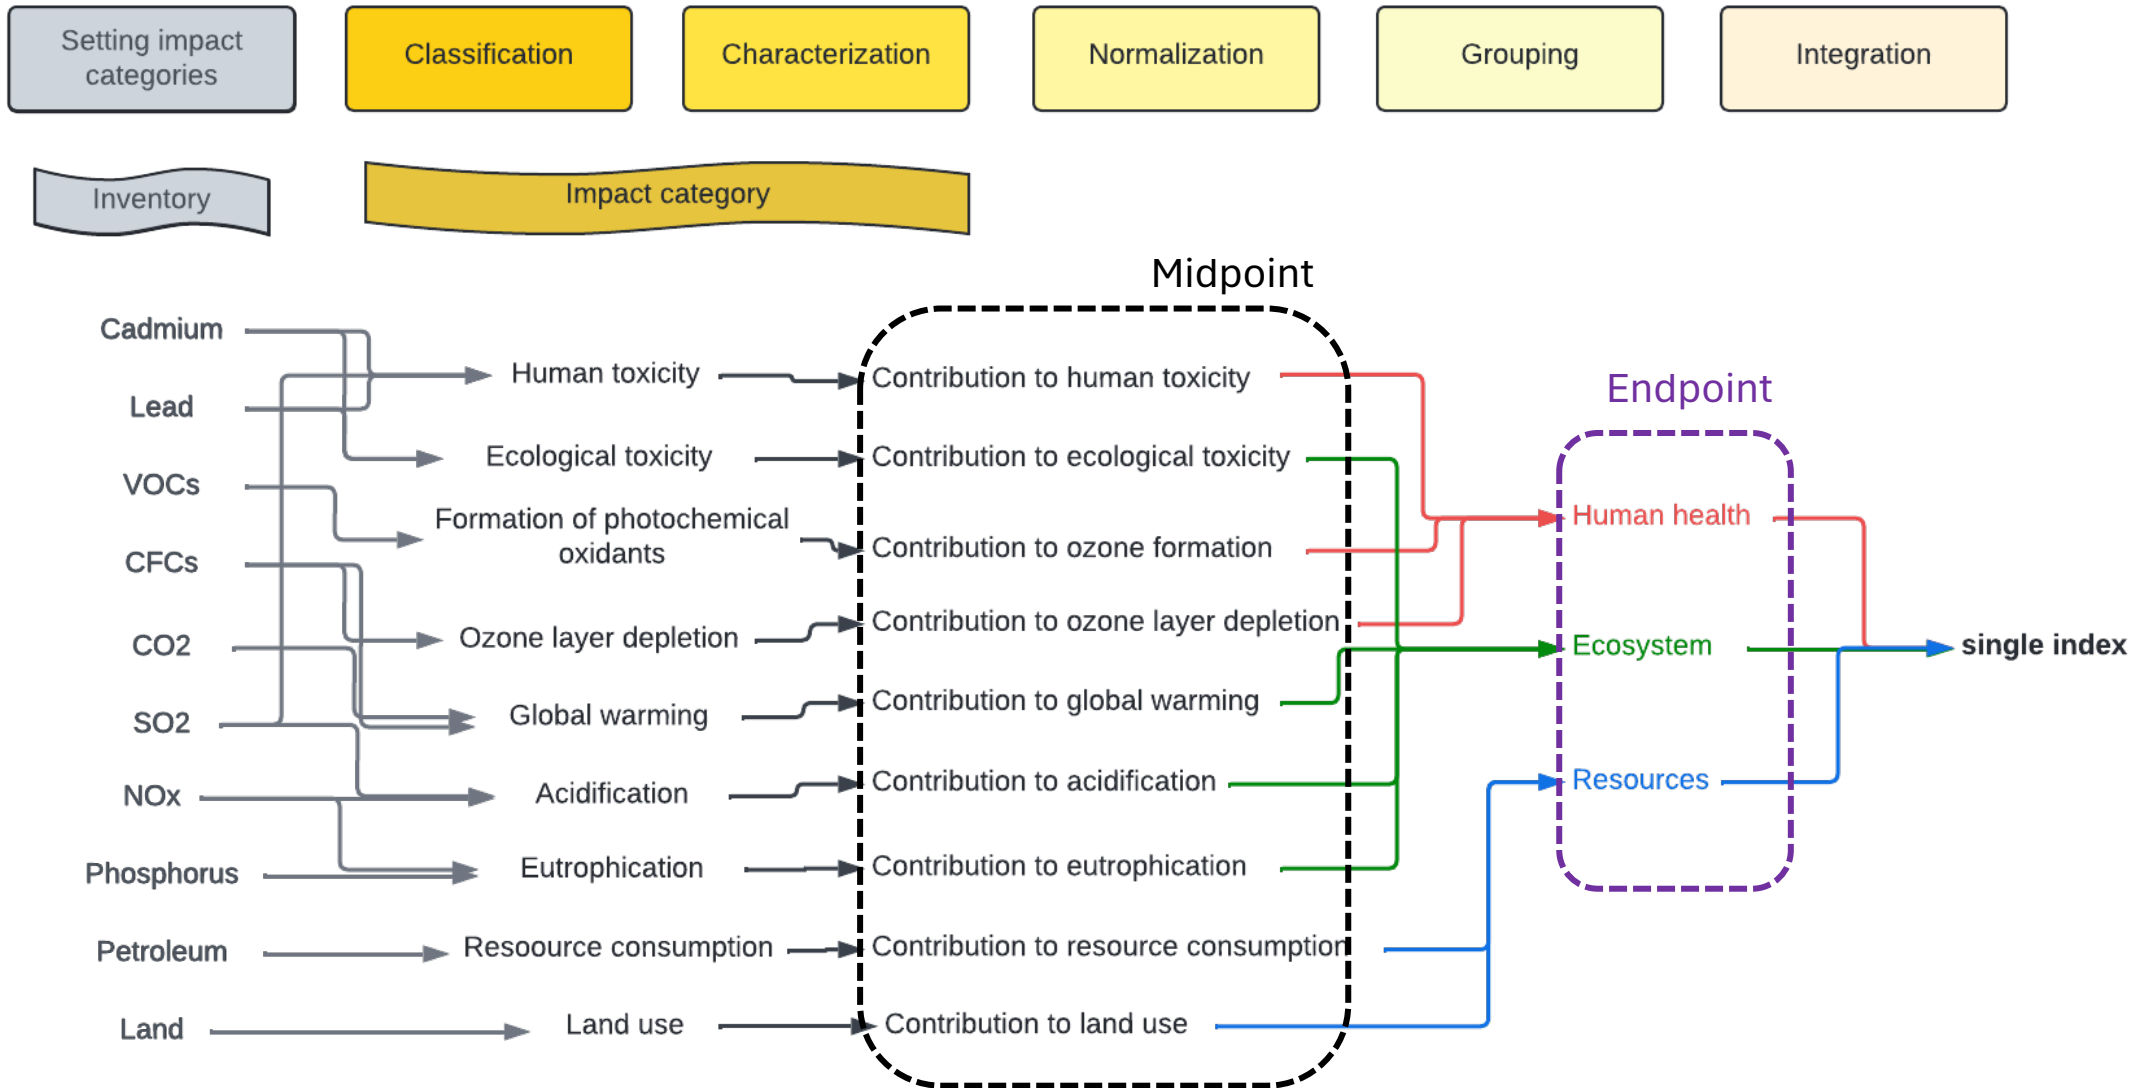 Setting impact
categories
Classification
Characterization
Normalization
Grouping
Integration
Inventory
Impact category
Midpoint
Endpoint
Cadmium
Lead
VOCs
CFCs
CO2
SO2
NOx
Phosphorus
Petroleum
Land
Human toxicity
Ecological toxicity
Formation of photochemical
oxidants
Ozone layer depletion
Global warming
Acidification
Eutrophication
Resoource consumption
Land use
Contribution to human toxicity
Contribution to ecological toxicity
Contribution to ozone formation
Contribution to ozone layer depletion
Contribution to global warming
Contribution to acidification
Contribution to eutrophication
Contribution to resource consumption
Contribution to land use
Human health
Ecosystem
Resources
single index